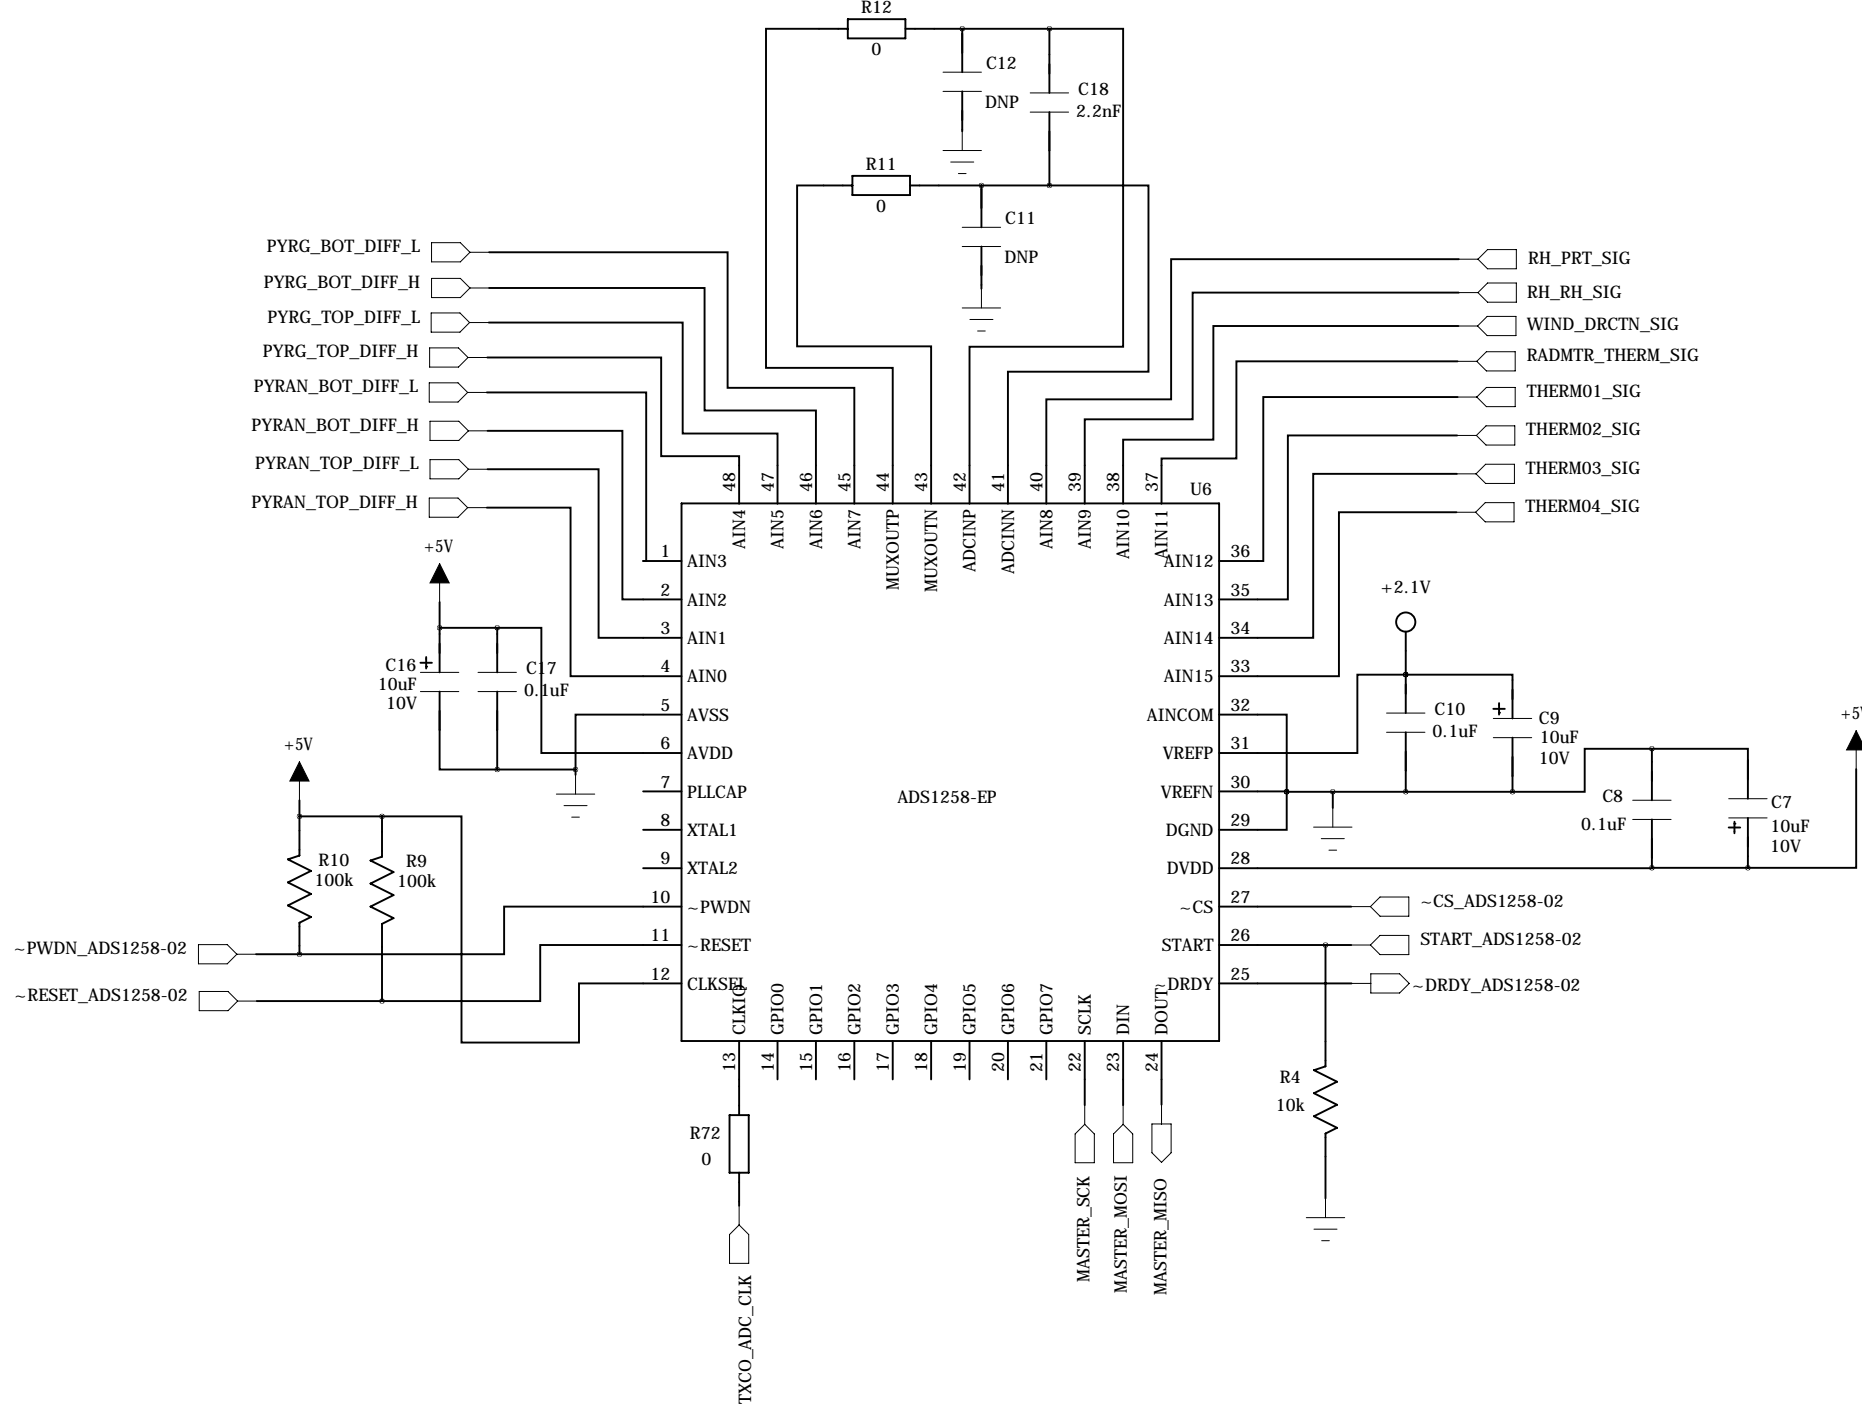 R12
0
C12
DNP
C18
2.2nF
R11
0
C11
DNP
PYRG_BOT_DIFF_L
PYRG_BOT_DIFF_H
PYRG_TOP_DIFF_L
PYRG_TOP_DIFF_H
PYRAN_BOT_DIFF_L
PYRAN_BOT_DIFF_H
PYRAN_TOP_DIFF_L
PYRAN_TOP_DIFF_H
RH_PRT_SIG
RH_RH_SIG
WIND_DRCTN_SIG
RADMTR_THERM_SIG
THERM01_SIG
THERM02_SIG
THERM03_SIG
THERM04_SIG
U6
48 AIN4
47 AIN5
46 AIN6
45 AIN7
44 MUXOUTP
43 MUXOUTN
42 ADCINP
41 ADCINN
40 AIN8
39 AIN9
38 AIN10
37 AIN11
1 AIN3
2 AIN2
3 AIN1
4 AIN0
5 AVSS
6 AVDD
7 PLLCAP
8 XTAL1
9 XTAL2
10 ~PWDN
11 ~RESET
12 CLKSEL
ADS1258-EP
AIN12 36
AIN13 35
AIN14 34
AIN15 33
AINCOM 32
VREFP 31
VREFN 30
DGND 29
DVDD 28
~CS 27
START 26
~DRDY 25
CLKIO 13
GPIO0 14
GPIO1 15
GPIO2 16
GPIO3 17
GPIO4 18
GPIO5 19
GPIO6 20
GPIO7 21
SCLK 22
DIN 23
DOUT 24
+5V
C16
10uF
10V
C17
0.1uF
+5V
R10
100k
R9
100k
~PWDN_ADS1258-02
~RESET_ADS1258-02
+2.1V
C10
0.1uF
C9
10uF
10V
C8
0.1uF
C7
10uF
10V
~CS_ADS1258-02
START_ADS1258-02
~DRDY_ADS1258-02
R4
10k
R72
0
TXCO_ADC_CLK
MASTER_SCK
MASTER_MOSI
MASTER_MISO